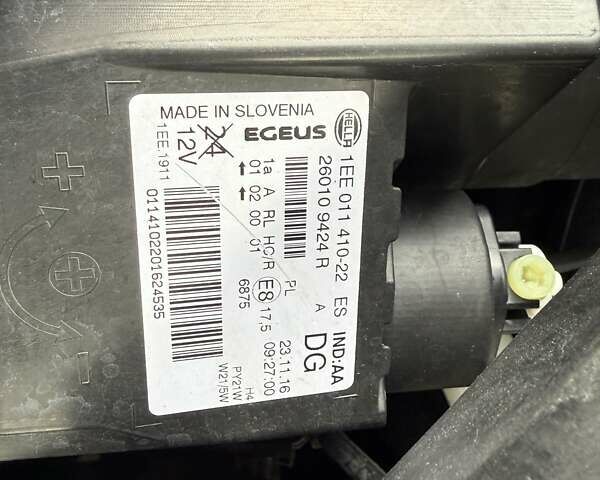 MADE IN SLOVENIA
EGEUS
HELLA
24
12V
1EE.1911
1EE 011 410-22 ES IND:AA
26010 9424 R A DG
PL 23.11.16
1a A RL HC/R E8 17,5 09:27:00
01 02 00 01 6875
H4
PY21W
W21/5W
0114102201624535